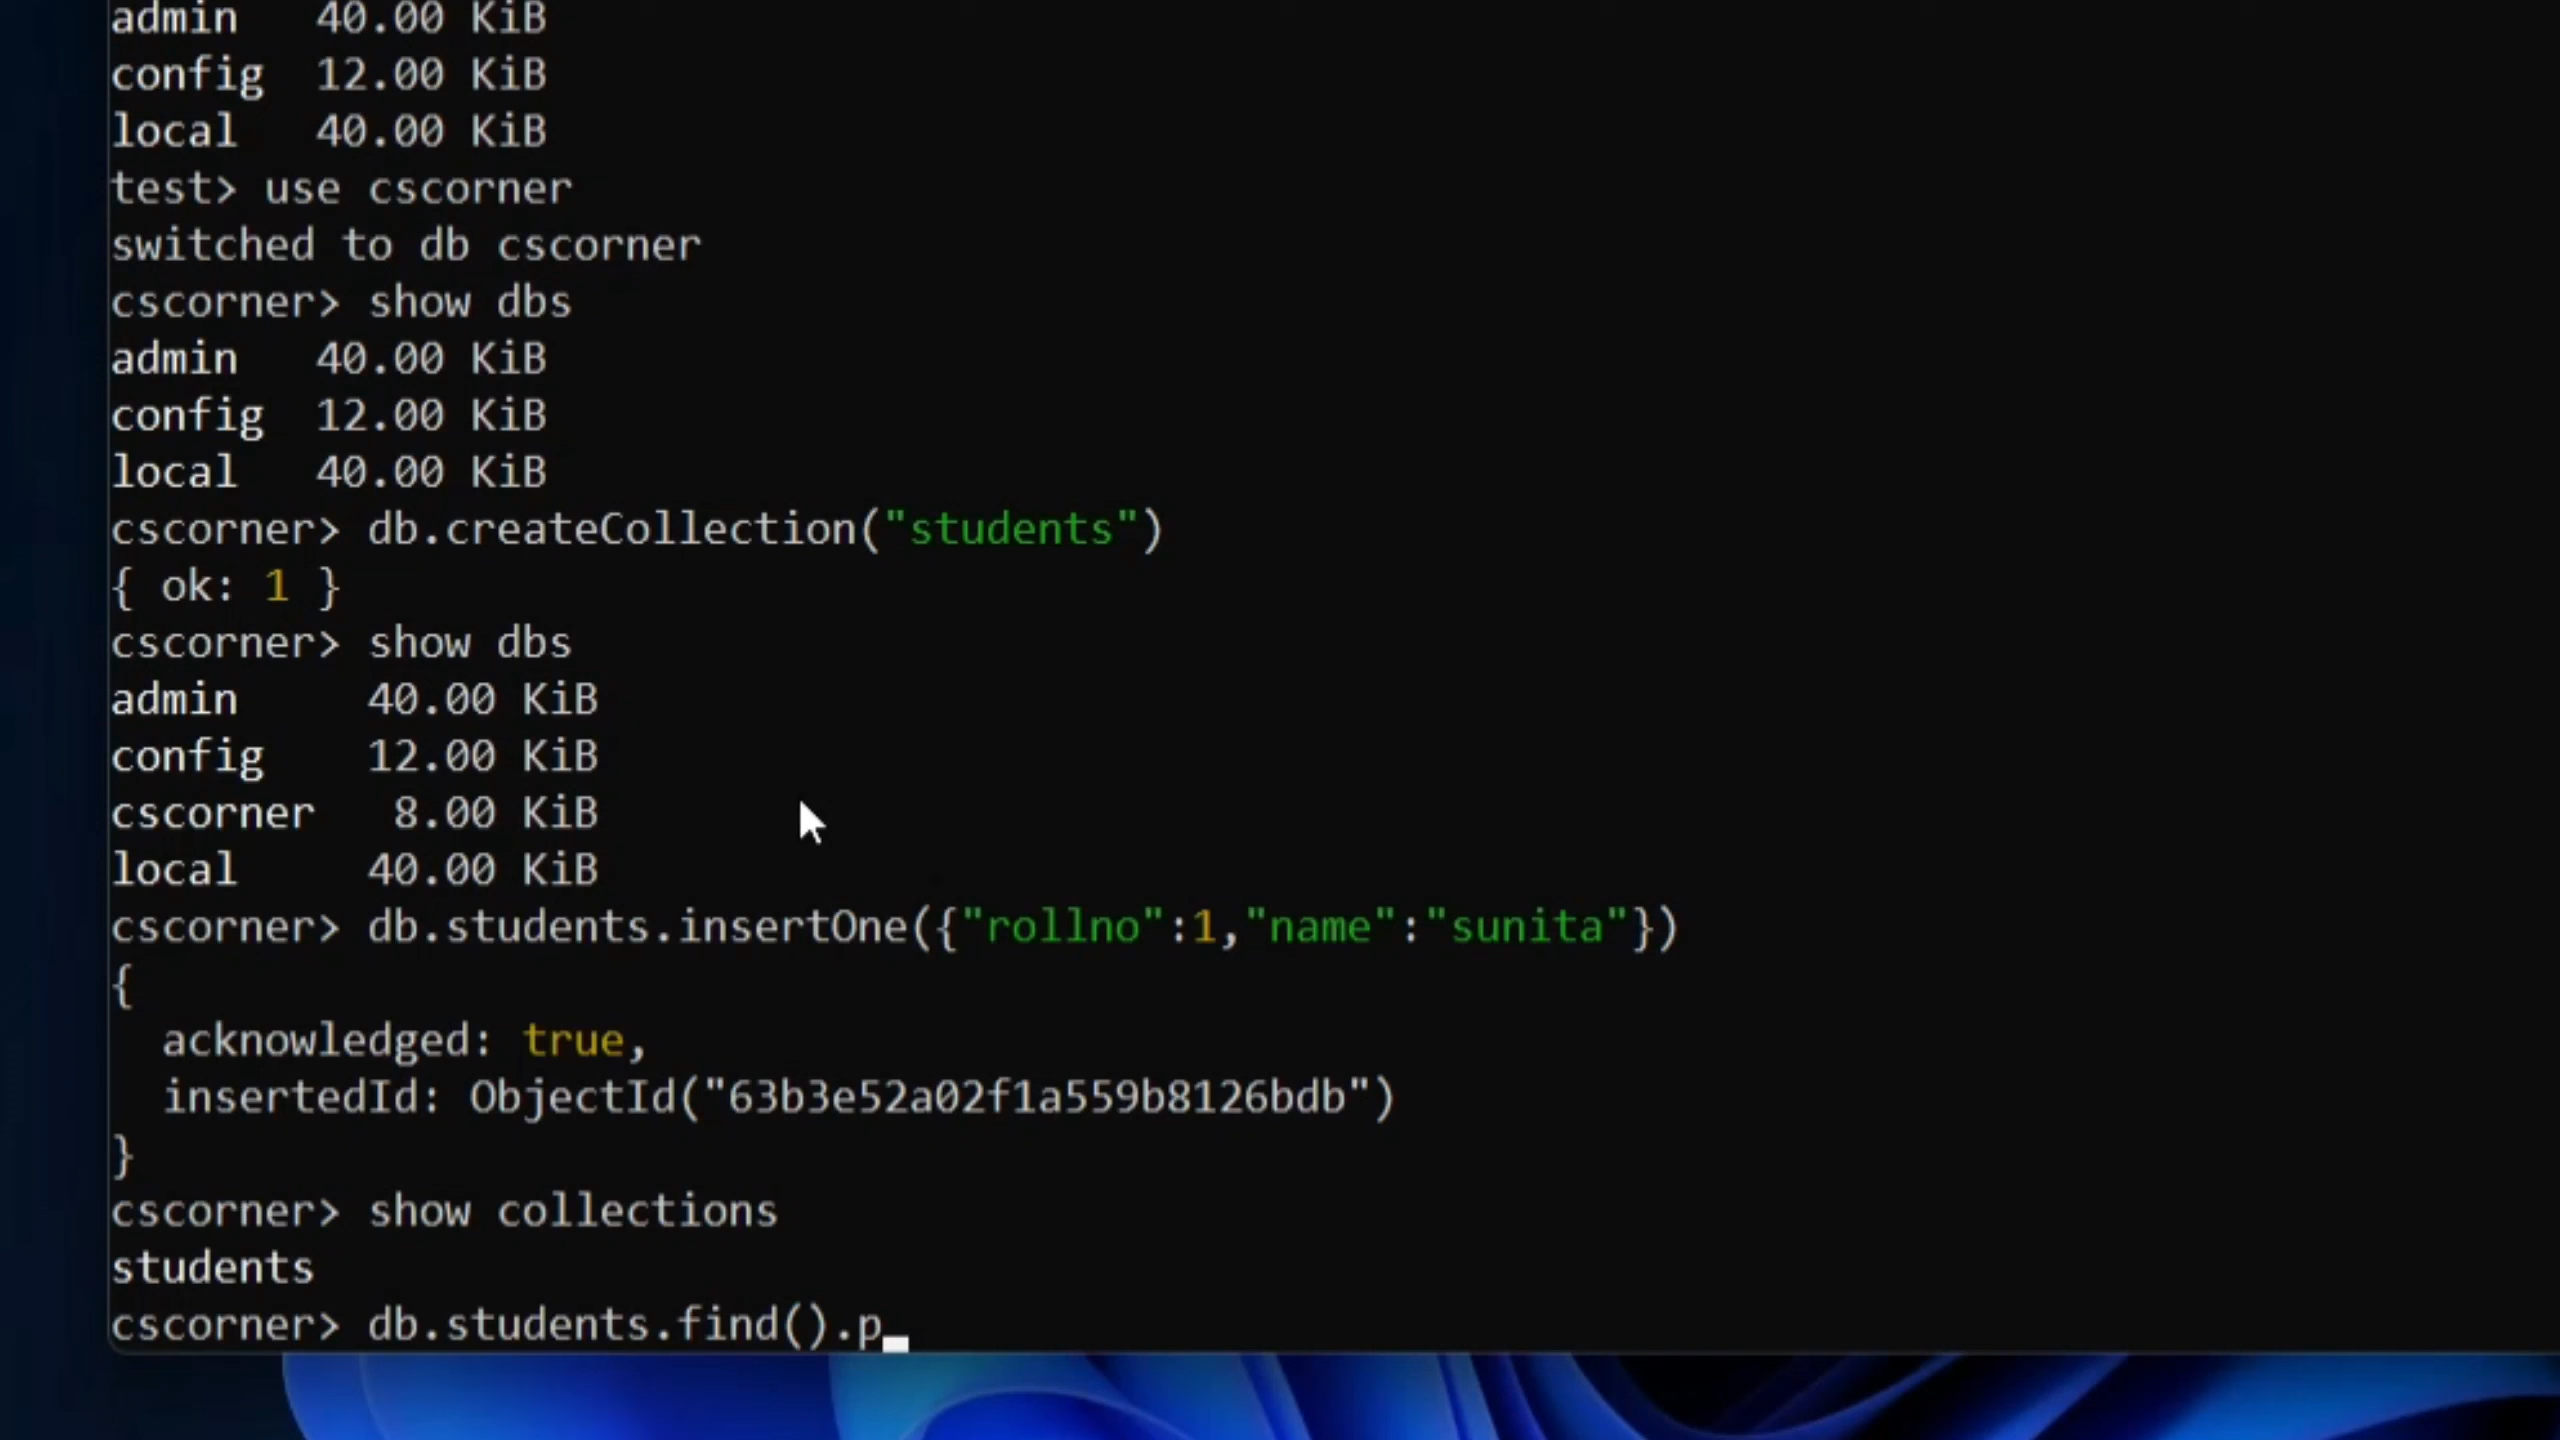 admin   40.00 KiB
config  12.00 KiB
local   40.00 KiB
test> use cscorner
switched to db cscorner
cscorner> show dbs
admin   40.00 KiB
config  12.00 KiB
local   40.00 KiB
cscorner> db.createCollection("students")
{ ok: 1 }
cscorner> show dbs
admin     40.00 KiB
config    12.00 KiB
cscorner   8.00 KiB
local     40.00 KiB
cscorner> db.students.insertOne({"rollno":1,"name":"sunita"})
{
  acknowledged: true,
  insertedId: ObjectId("63b3e52a02f1a559b8126bdb")
}
cscorner> show collections
students
cscorner> db.students.find().p